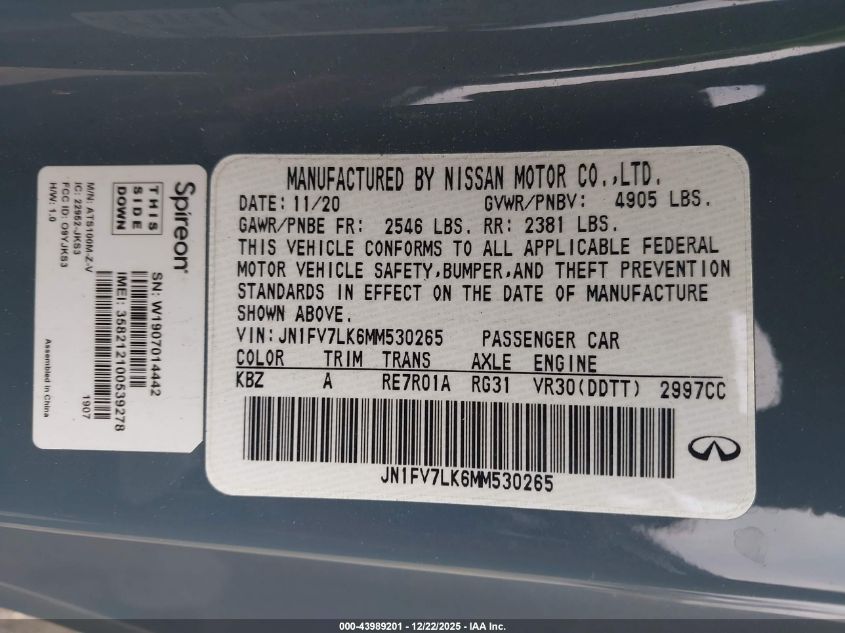 Spireon
THIS
SIDE
DOWN
SN: W1907014442
IMEI: 358212100539278
1907
M/N: AT5100M-Z-V
IC: 22952-JKS3
FCC ID: O9YJKS3
H/W: 1.0
Assembled in China
MANUFACTURED BY NISSAN MOTOR CO.,LTD.
DATE: 11/20 GVWR/PNBV: 4905 LBS.
GAWR/PNBE FR: 2546 LBS. RR: 2381 LBS.
THIS VEHICLE CONFORMS TO ALL APPLICABLE FEDERAL
MOTOR VEHICLE SAFETY,BUMPER,AND THEFT PREVENTION
STANDARDS IN EFFECT ON THE DATE OF MANUFACTURE
SHOWN ABOVE.
VIN:JN1FV7LK6MM530265 PASSENGER CAR
COLOR TRIM TRANS AXLE ENGINE
KBZ A RE7R01A RG31 VR30(DDTT) 2997CC
JN1FV7LK6MM530265
000-43989201 - 12/22/2025 - IAA Inc.